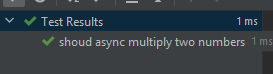 Test Results 1 ms
shoud async multiply two numbers 1 ms